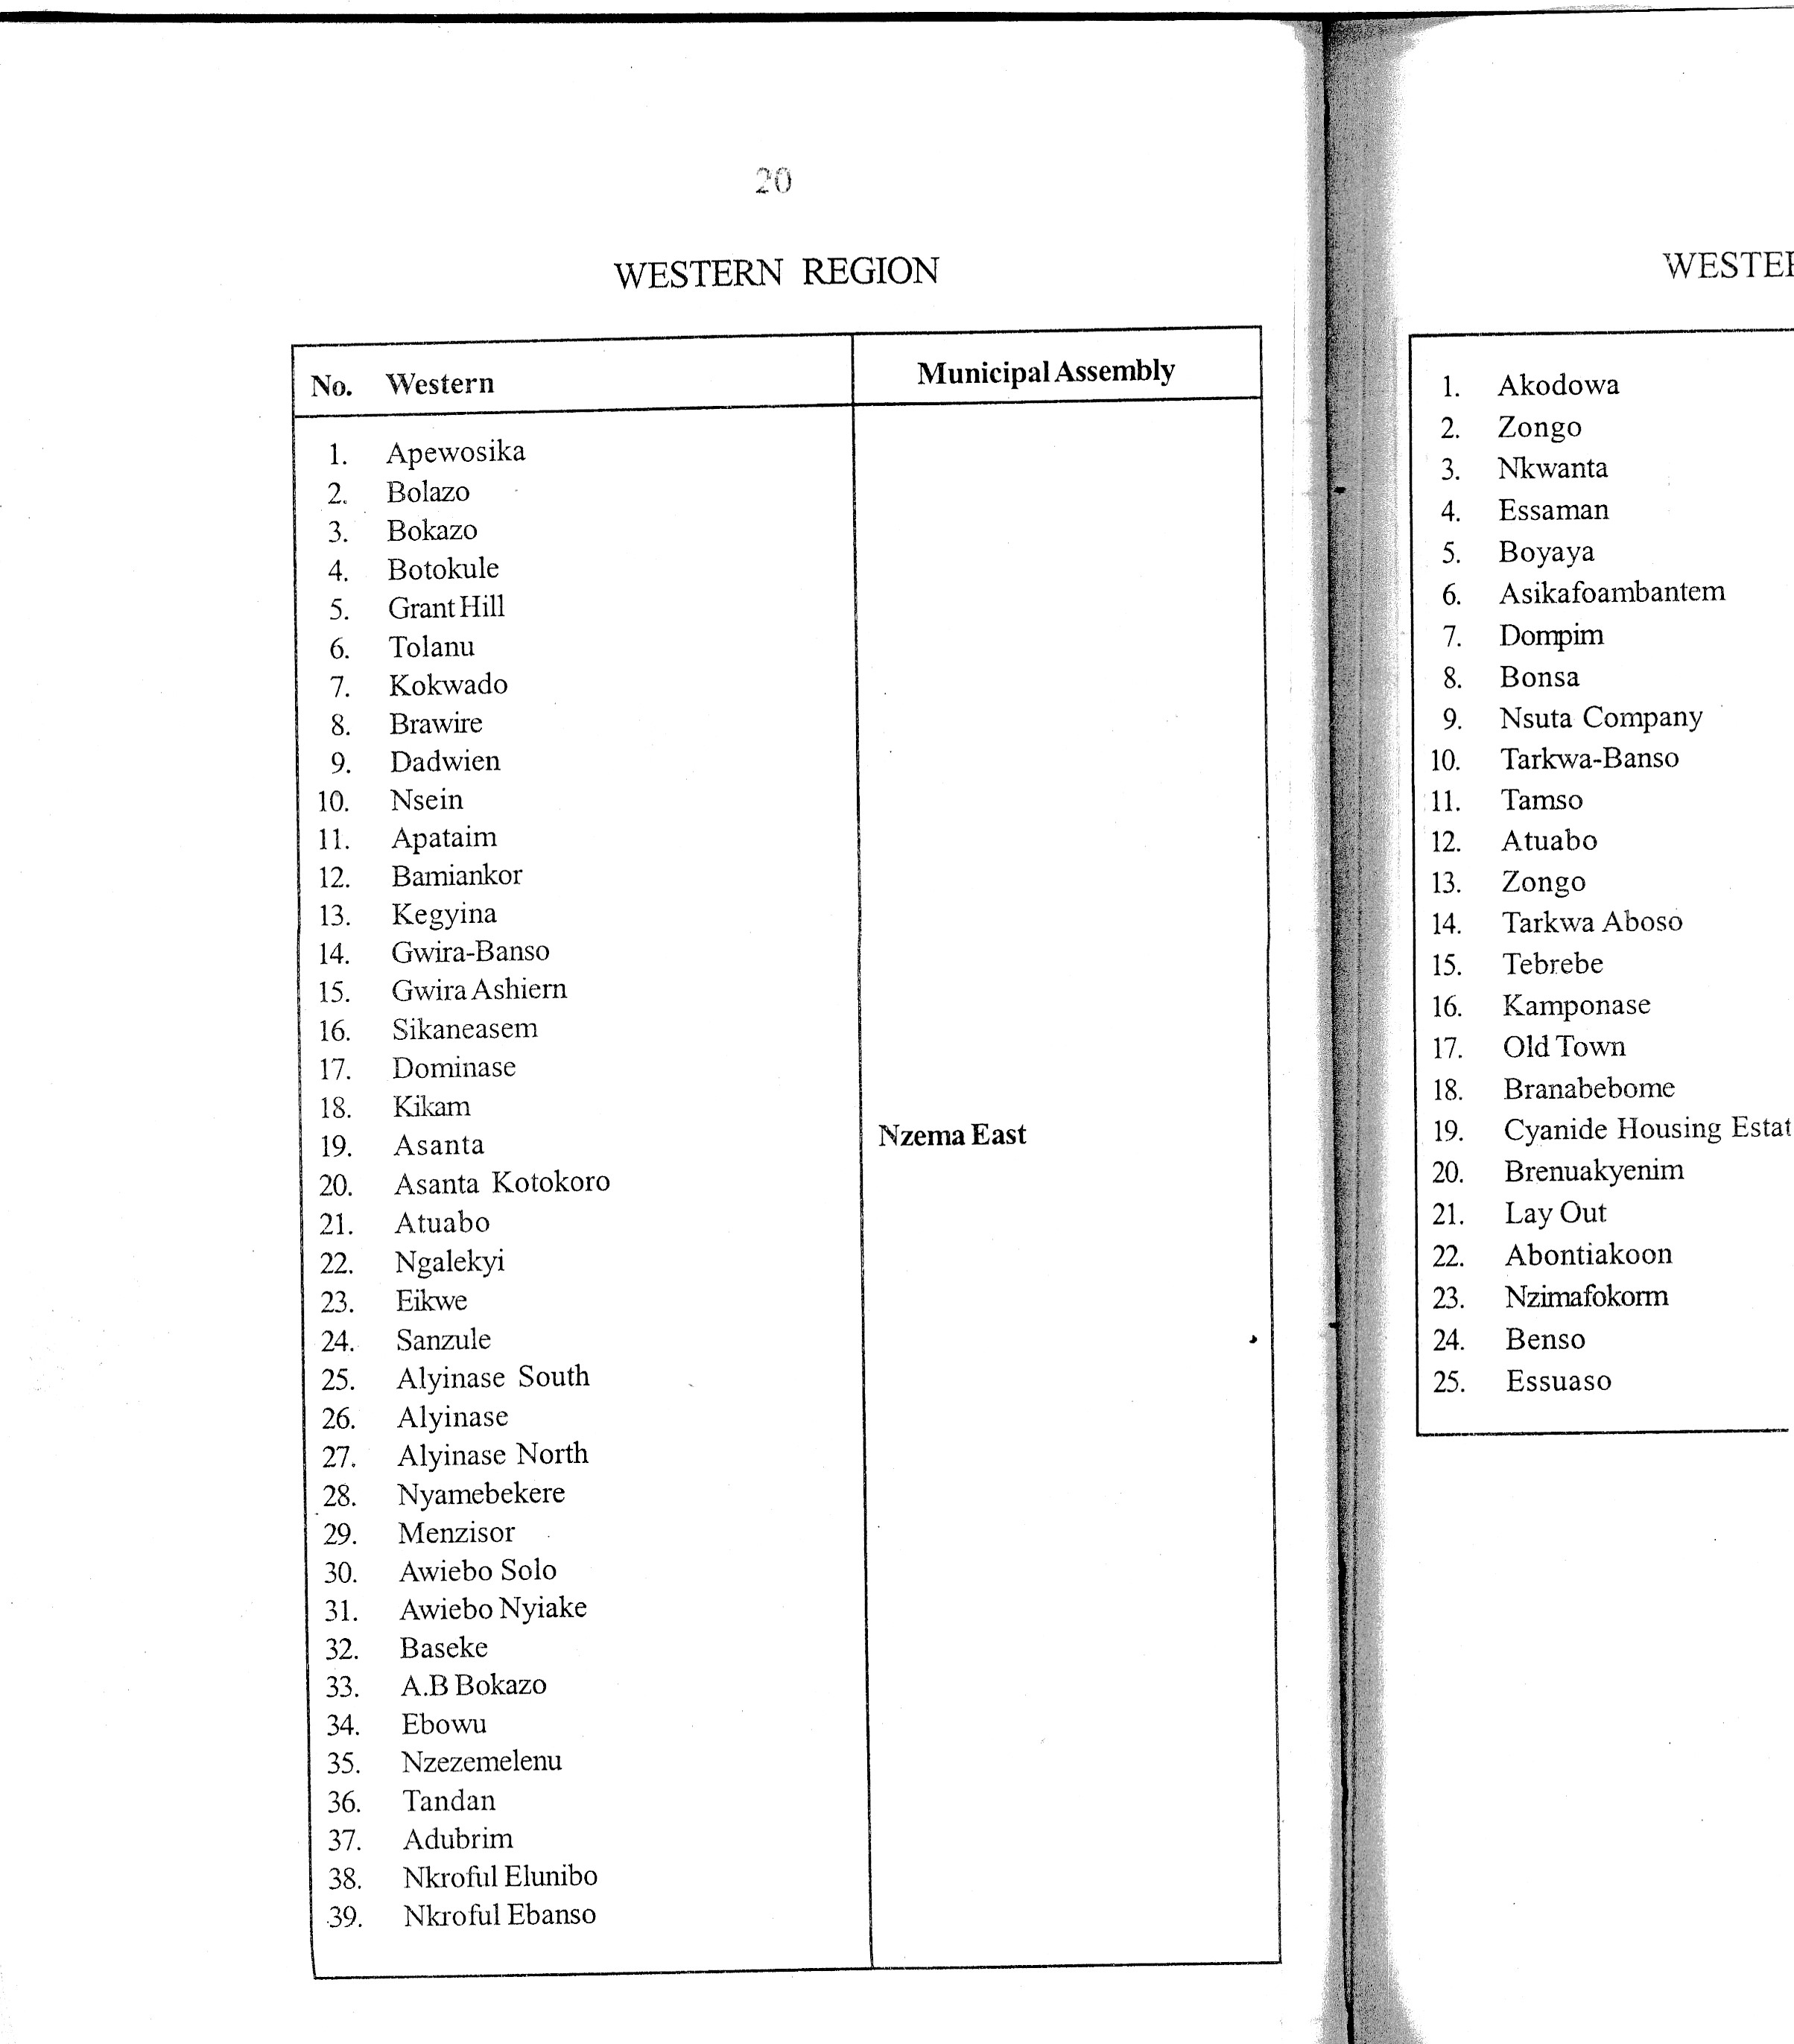 20
WESTERN REGION
No. Western Municipal Assembly
1. Apewosika
2. Bolazo
3. Bokazo
4. Botokule
5. Grant Hill
6. Tolanu
7. Kokwado
8. Brawire
9. Dadwien
10. Nsein
11. Apataim
12. Bamiankor
13. Kegyina
14. Gwira-Banso
15. Gwira Ashiern
16. Sikaneasem
17. Dominase
18. Kikam
19. Asanta Nzema East
20. Asanta Kotokoro
21. Atuabo
22. Ngalekyi
23. Eikwe
24. Sanzule
25. Alyinase South
26. Alyinase
27. Alyinase North
28. Nyamebekere
29. Menzisor
30. Awiebo Solo
31. Awiebo Nyiake
32. Baseke
33. A.B Bokazo
34. Ebowu
35. Nzezemelenu
36. Tandan
37. Adubrim
38. Nkroful Elunibo
39. Nkroful Ebanso
1. Akodowa
2. Zongo
3. Nkwanta
4. Essaman
5. Boyaya
6. Asikafoambantem
7. Dompim
8. Bonsa
9. Nsuta Company
10. Tarkwa-Banso
11. Tamso
12. Atuabo
13. Zongo
14. Tarkwa Aboso
15. Tebrebe
16. Kamponase
17. Old Town
18. Branabebome
19. Cyanide Housing Estat
20. Brenuakyenim
21. Lay Out
22. Abontiakoon
23. Nzimafokorm
24. Benso
25. Essuaso